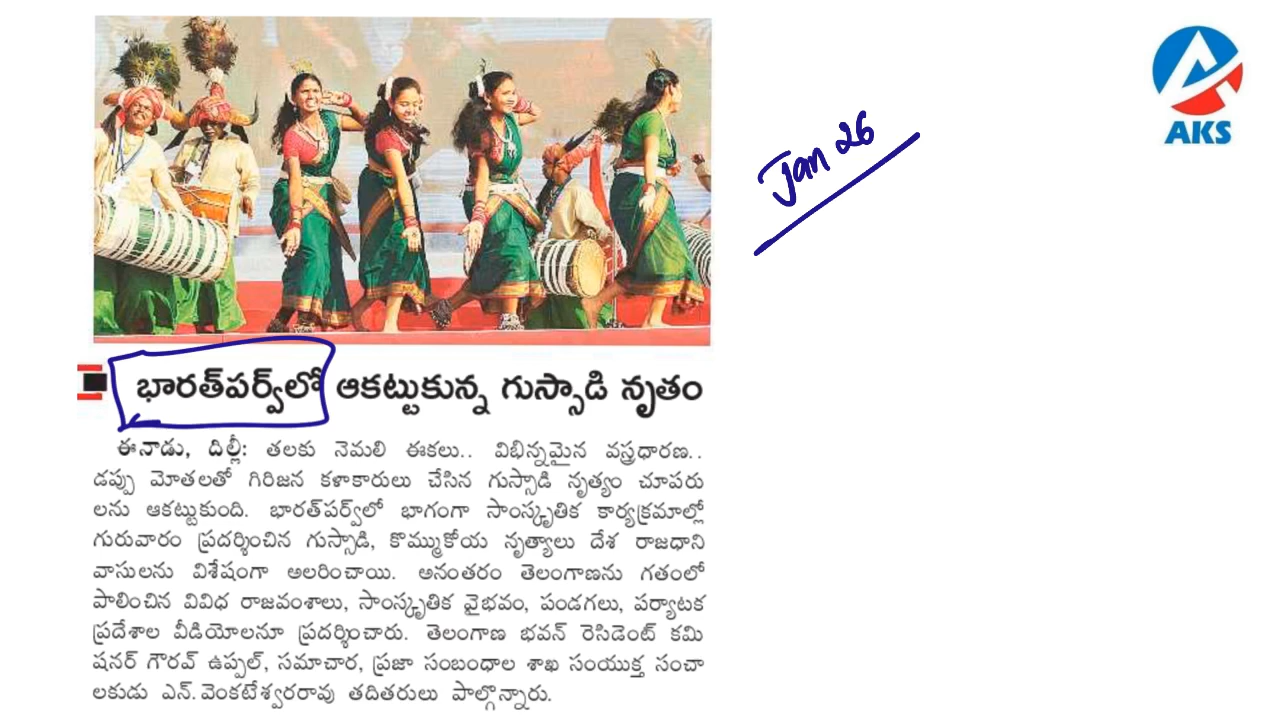 AKS
Jan 26
భారత్‌పర్వ్‌లో ఆకట్టుకున్న గుస్సాడి నృతం
ఈనాడు, దిల్లీ: తలకు నెమలి ఈకలు.. విభిన్నమైన వస్త్రధారణ..
డప్పు మోతలతో గిరిజన కళాకారులు చేసిన గుస్సాడి నృత్యం చూపరు
లను ఆకట్టుకుంది. భారత్‌పర్వ్‌లో భాగంగా సాంస్కృతిక కార్యక్రమాల్లో
గురువారం ప్రదర్శించిన గుస్సాడి, కొమ్ముకోయ నృత్యాలు దేశ రాజధాని
వాసులను విశేషంగా అలరించాయి. అనంతరం తెలంగాణను గతంలో
పాలించిన వివిధ రాజవంశాలు, సాంస్కృతిక వైభవం, పండగలు, పర్యాటక
ప్రదేశాల వీడియోలనూ ప్రదర్శించారు. తెలంగాణ భవన్ రెసిడెంట్ కమి
షనర్ గౌరవ్ ఉప్పల్, సమాచార, ప్రజా సంబంధాల శాఖ సంయుక్త సంచా
లకుడు ఎన్.వెంకటేశ్వరరావు తదితరులు పాల్గొన్నారు.